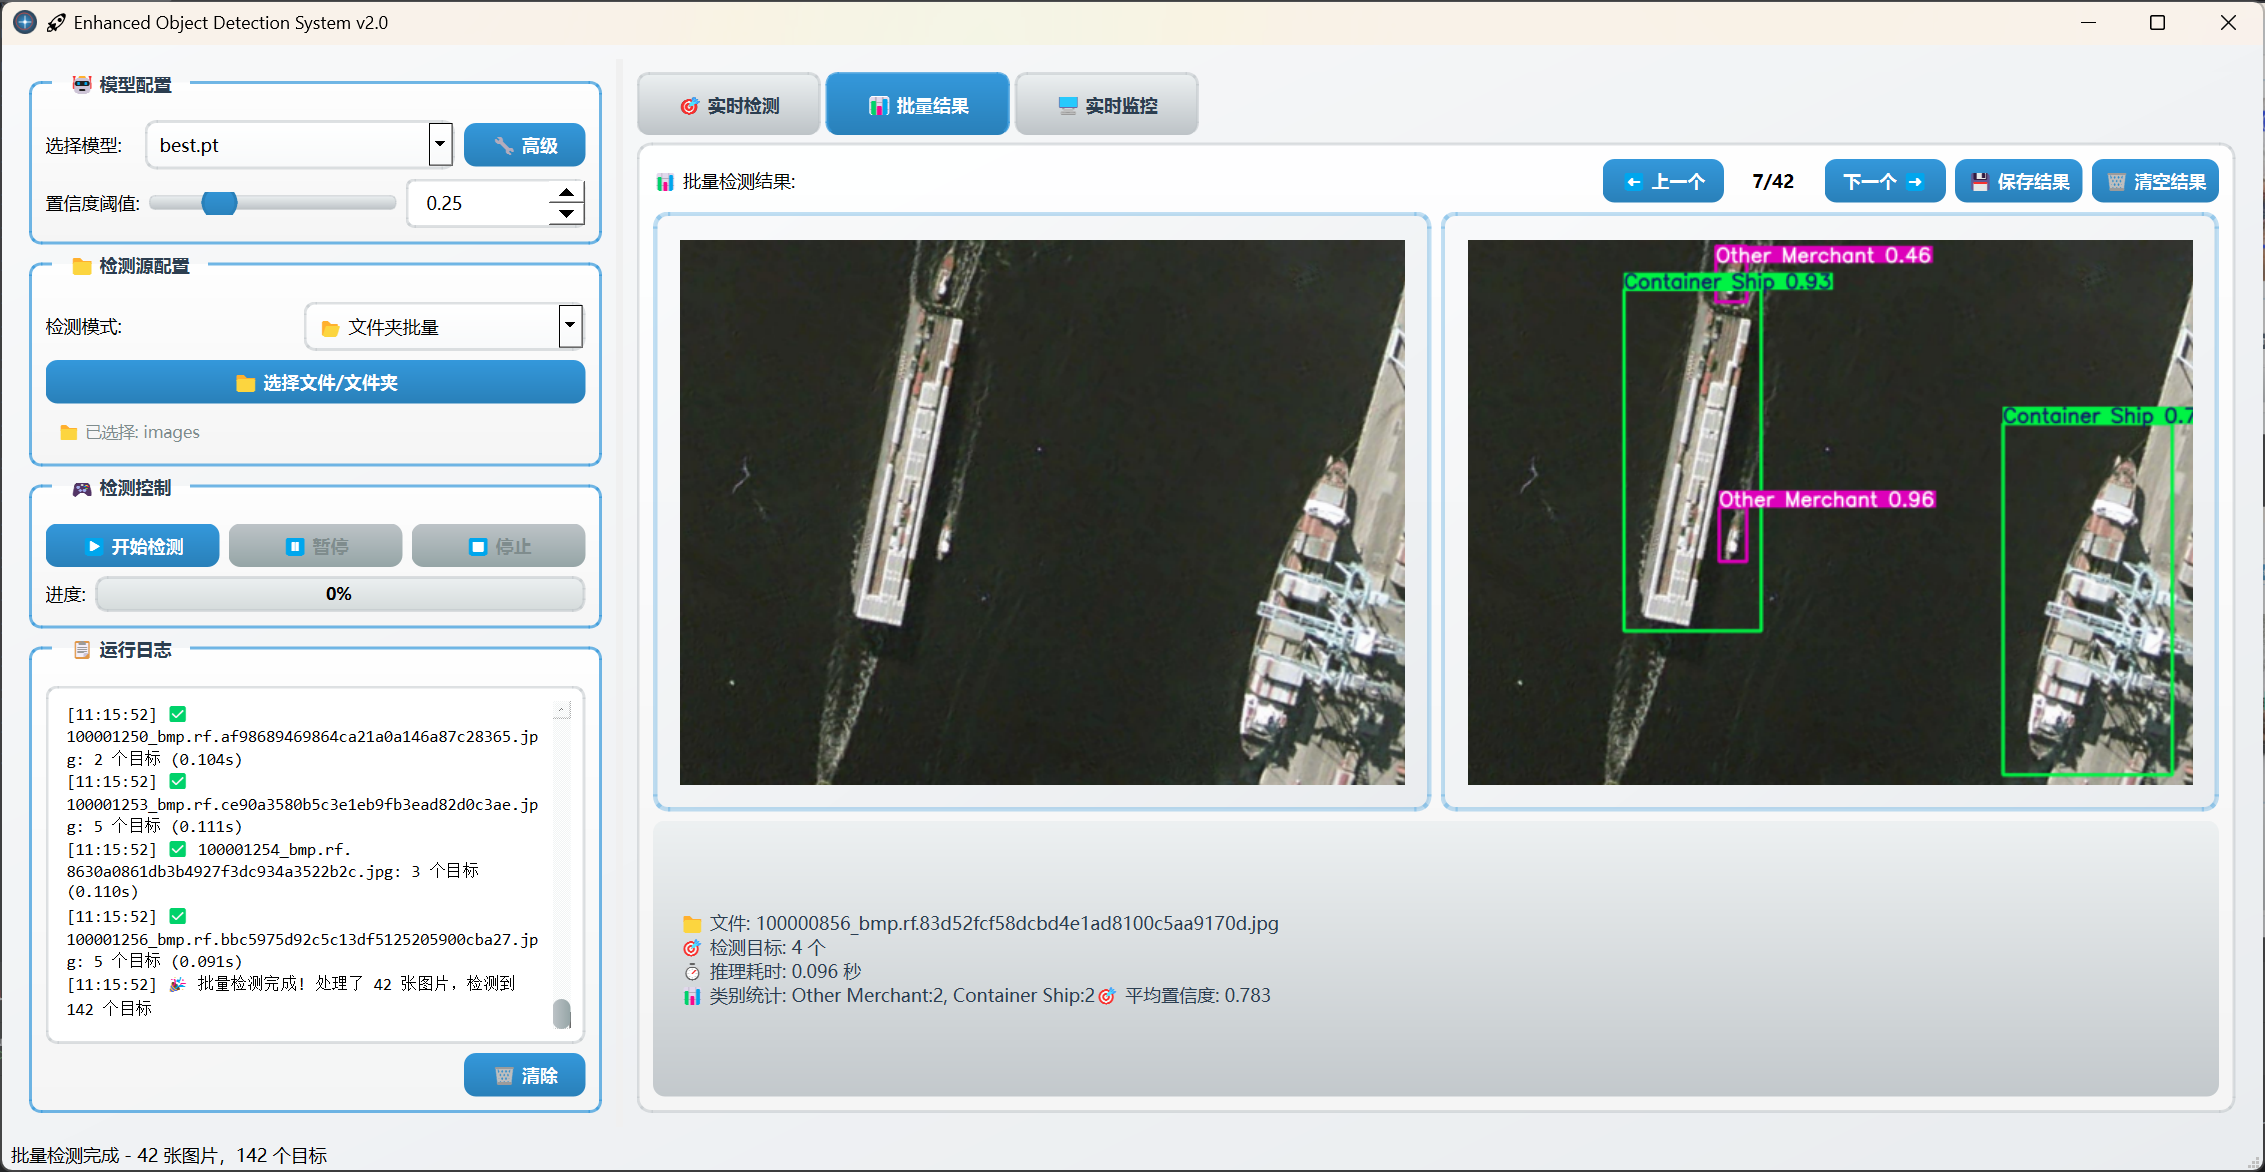 Enhanced Object Detection System v2.0
模型配置
选择模型:
best.pt
高级
置信度阈值:
0.25
检测源配置
检测模式:
文件夹批量
选择文件/文件夹
已选择: images
检测控制
开始检测
暂停
停止
进度:
0%
运行日志
[11:15:52]
100001250_bmp.rf.af98689469864ca21a0a146a87c28365.jp
g: 2 个目标 (0.104s)
[11:15:52]
100001253_bmp.rf.ce90a3580b5c3e1eb9fb3ead82d0c3ae.jp
g: 5 个目标 (0.111s)
[11:15:52] 100001254_bmp.rf.
8630a0861db3b4927f3dc934a3522b2c.jpg: 3 个目标
(0.110s)
[11:15:52]
100001256_bmp.rf.bbc5975d92c5c13df5125205900cba27.jp
g: 5 个目标 (0.091s)
[11:15:52] 批量检测完成! 处理了 42 张图片，检测到
142 个目标
清除
实时检测
批量结果
实时监控
批量检测结果:
上一个
7/42
下一个
保存结果
清空结果
Other Merchant 0.46
Container Ship 0.93
Container Ship 0.7
Other Merchant 0.96
文件: 100000856_bmp.rf.83d52fcf58dcbd4e1ad8100c5aa9170d.jpg
检测目标: 4 个
推理耗时: 0.096 秒
类别统计: Other Merchant:2, Container Ship:2 平均置信度: 0.783
批量检测完成 - 42 张图片，142 个目标